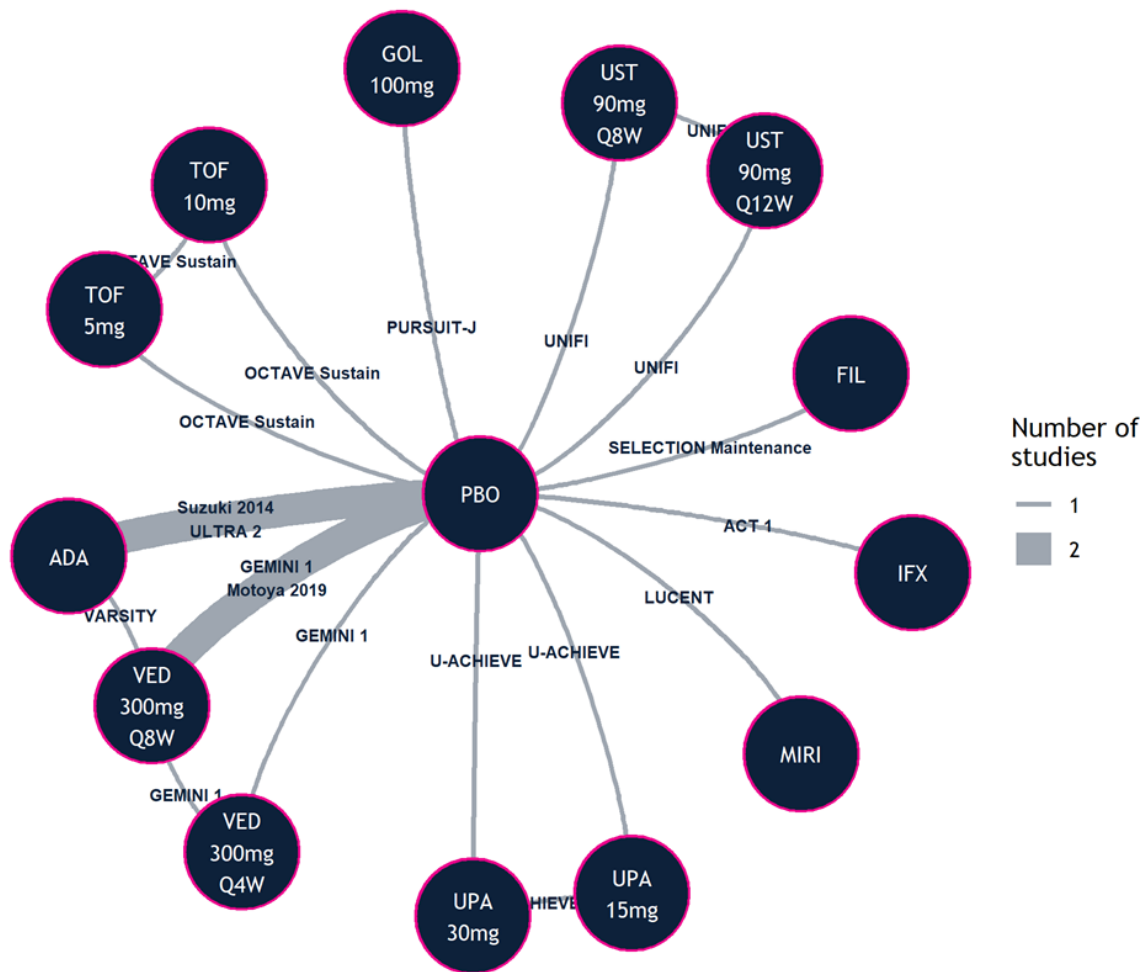 GOL
100mg
UST
90mg
Q8W
UNIF
UST
90mg
Q12W
TOF
10mg
TAVE Sustain
TOF
5mg
PURSUIT-J
UNIFI
UNIFI
OCTAVE Sustain
FIL
OCTAVE Sustain
SELECTION Maintenance
Number of
studies
1
2
PBO
Suzuki 2014
ULTRA 2
ACT 1
ADA
GEMINI 1
Motoya 2019
IFX
VARSITY
LUCENT
GEMINI 1
U-ACHIEVE
U-ACHIEVE
VED
300mg
Q8W
MIRI
GEMINI 1
VED
300mg
Q4W
UPA
30mg
HIEVE
UPA
15mg